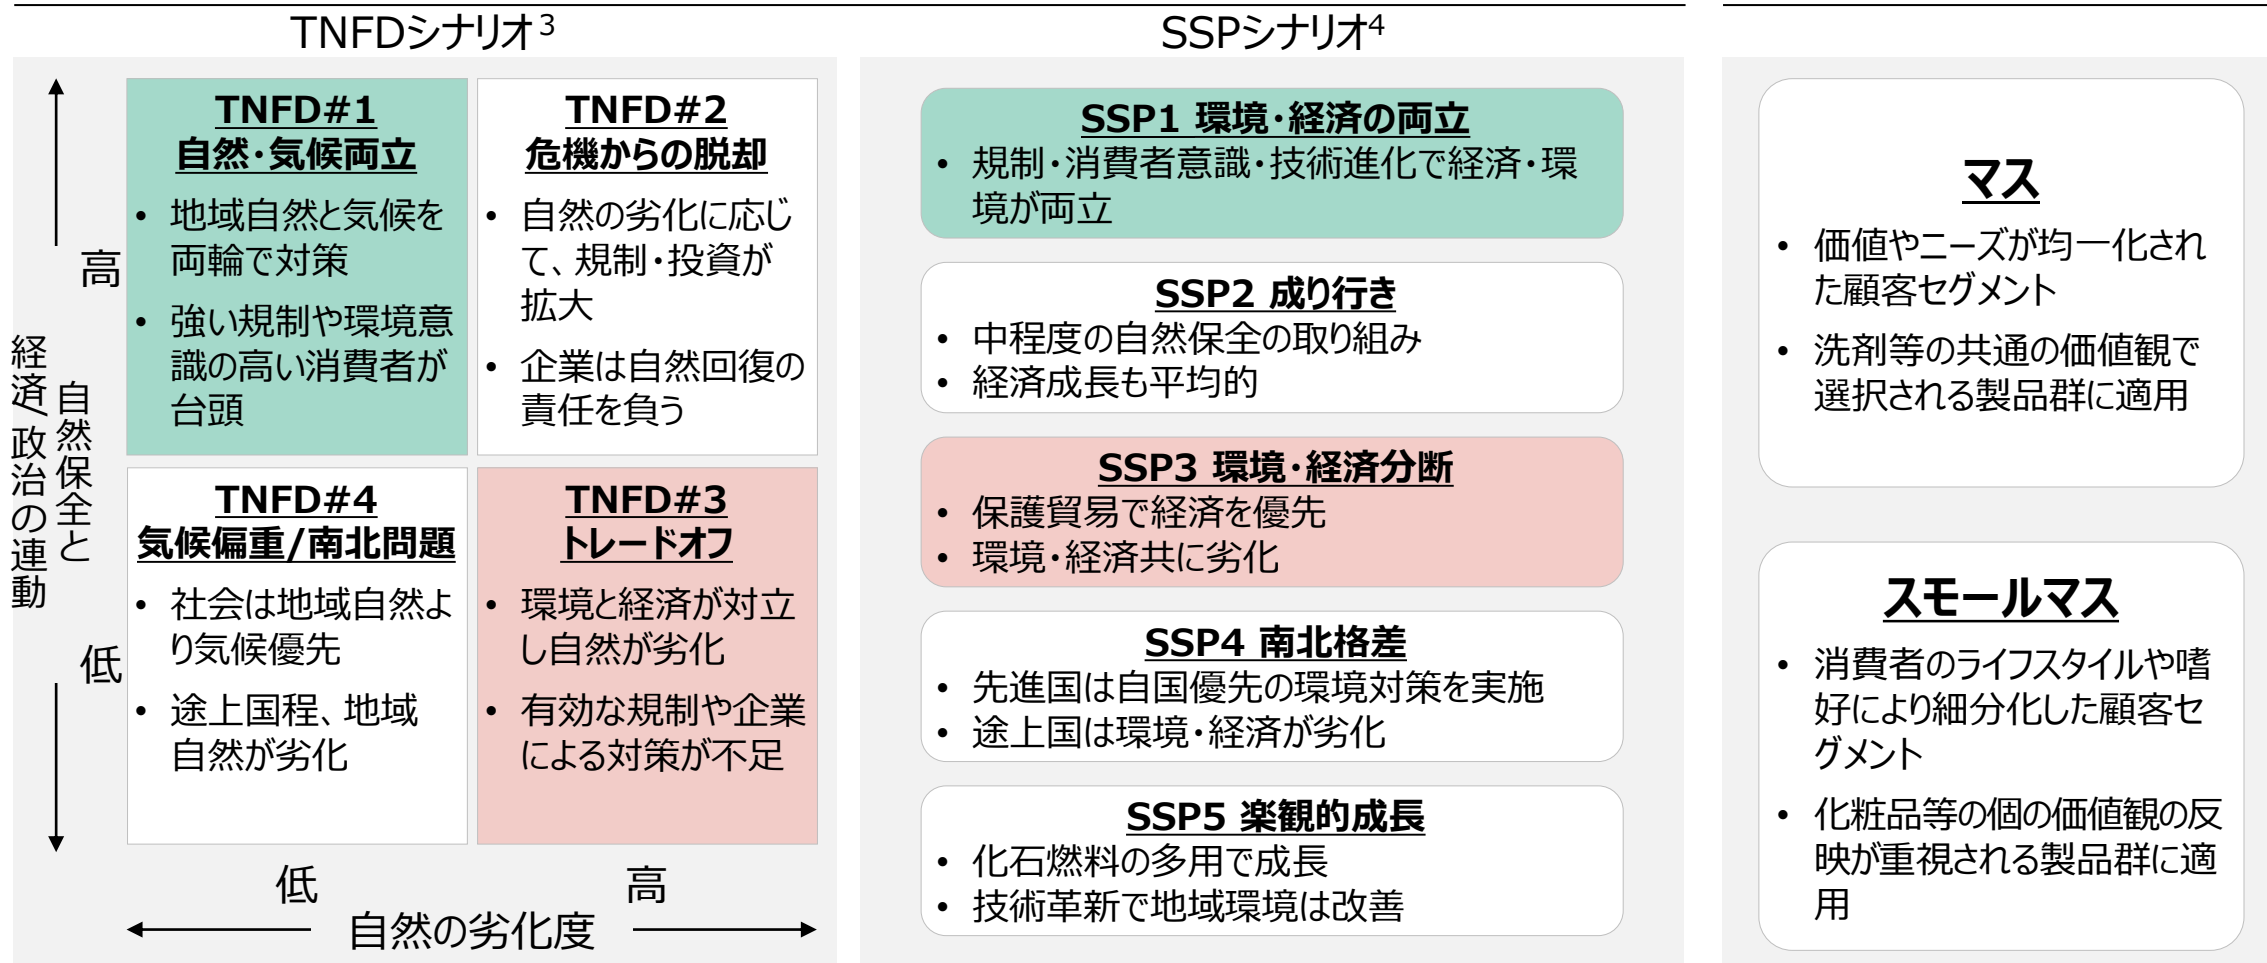 TNFDシナリオ3
高
低
経済/政治の連動
自然保全と
TNFD#1
自然・気候両立
• 地域自然と気候を
両輪で対策
• 強い規制や環境意
識の高い消費者が
台頭
TNFD#2
危機からの脱却
• 自然の劣化に応じ
て、規制・投資が
拡大
• 企業は自然回復の
責任を負う
TNFD#4
気候偏重/南北問題
• 社会は地域自然よ
り気候優先
• 途上国程、地域
自然が劣化
TNFD#3
トレードオフ
• 環境と経済が対立
し自然が劣化
• 有効な規制や企業
による対策が不足
低
高
自然の劣化度
SSPシナリオ4
SSP1 環境・経済の両立
• 規制・消費者意識・技術進化で経済・環
境が両立
SSP2 成り行き
• 中程度の自然保全の取り組み
• 経済成長も平均的
SSP3 環境・経済分断
• 保護貿易で経済を優先
• 環境・経済共に劣化
SSP4 南北格差
• 先進国は自国優先の環境対策を実施
• 途上国は環境・経済が劣化
SSP5 楽観的成長
• 化石燃料の多用で成長
• 技術革新で地域環境は改善
マス
• 価値やニーズが均一化され
た顧客セグメント
• 洗剤等の共通の価値観で
選択される製品群に適用
スモールマス
• 消費者のライフスタイルや嗜
好により細分化した顧客セ
グメント
• 化粧品等の個の価値観の反
映が重視される製品群に適
用